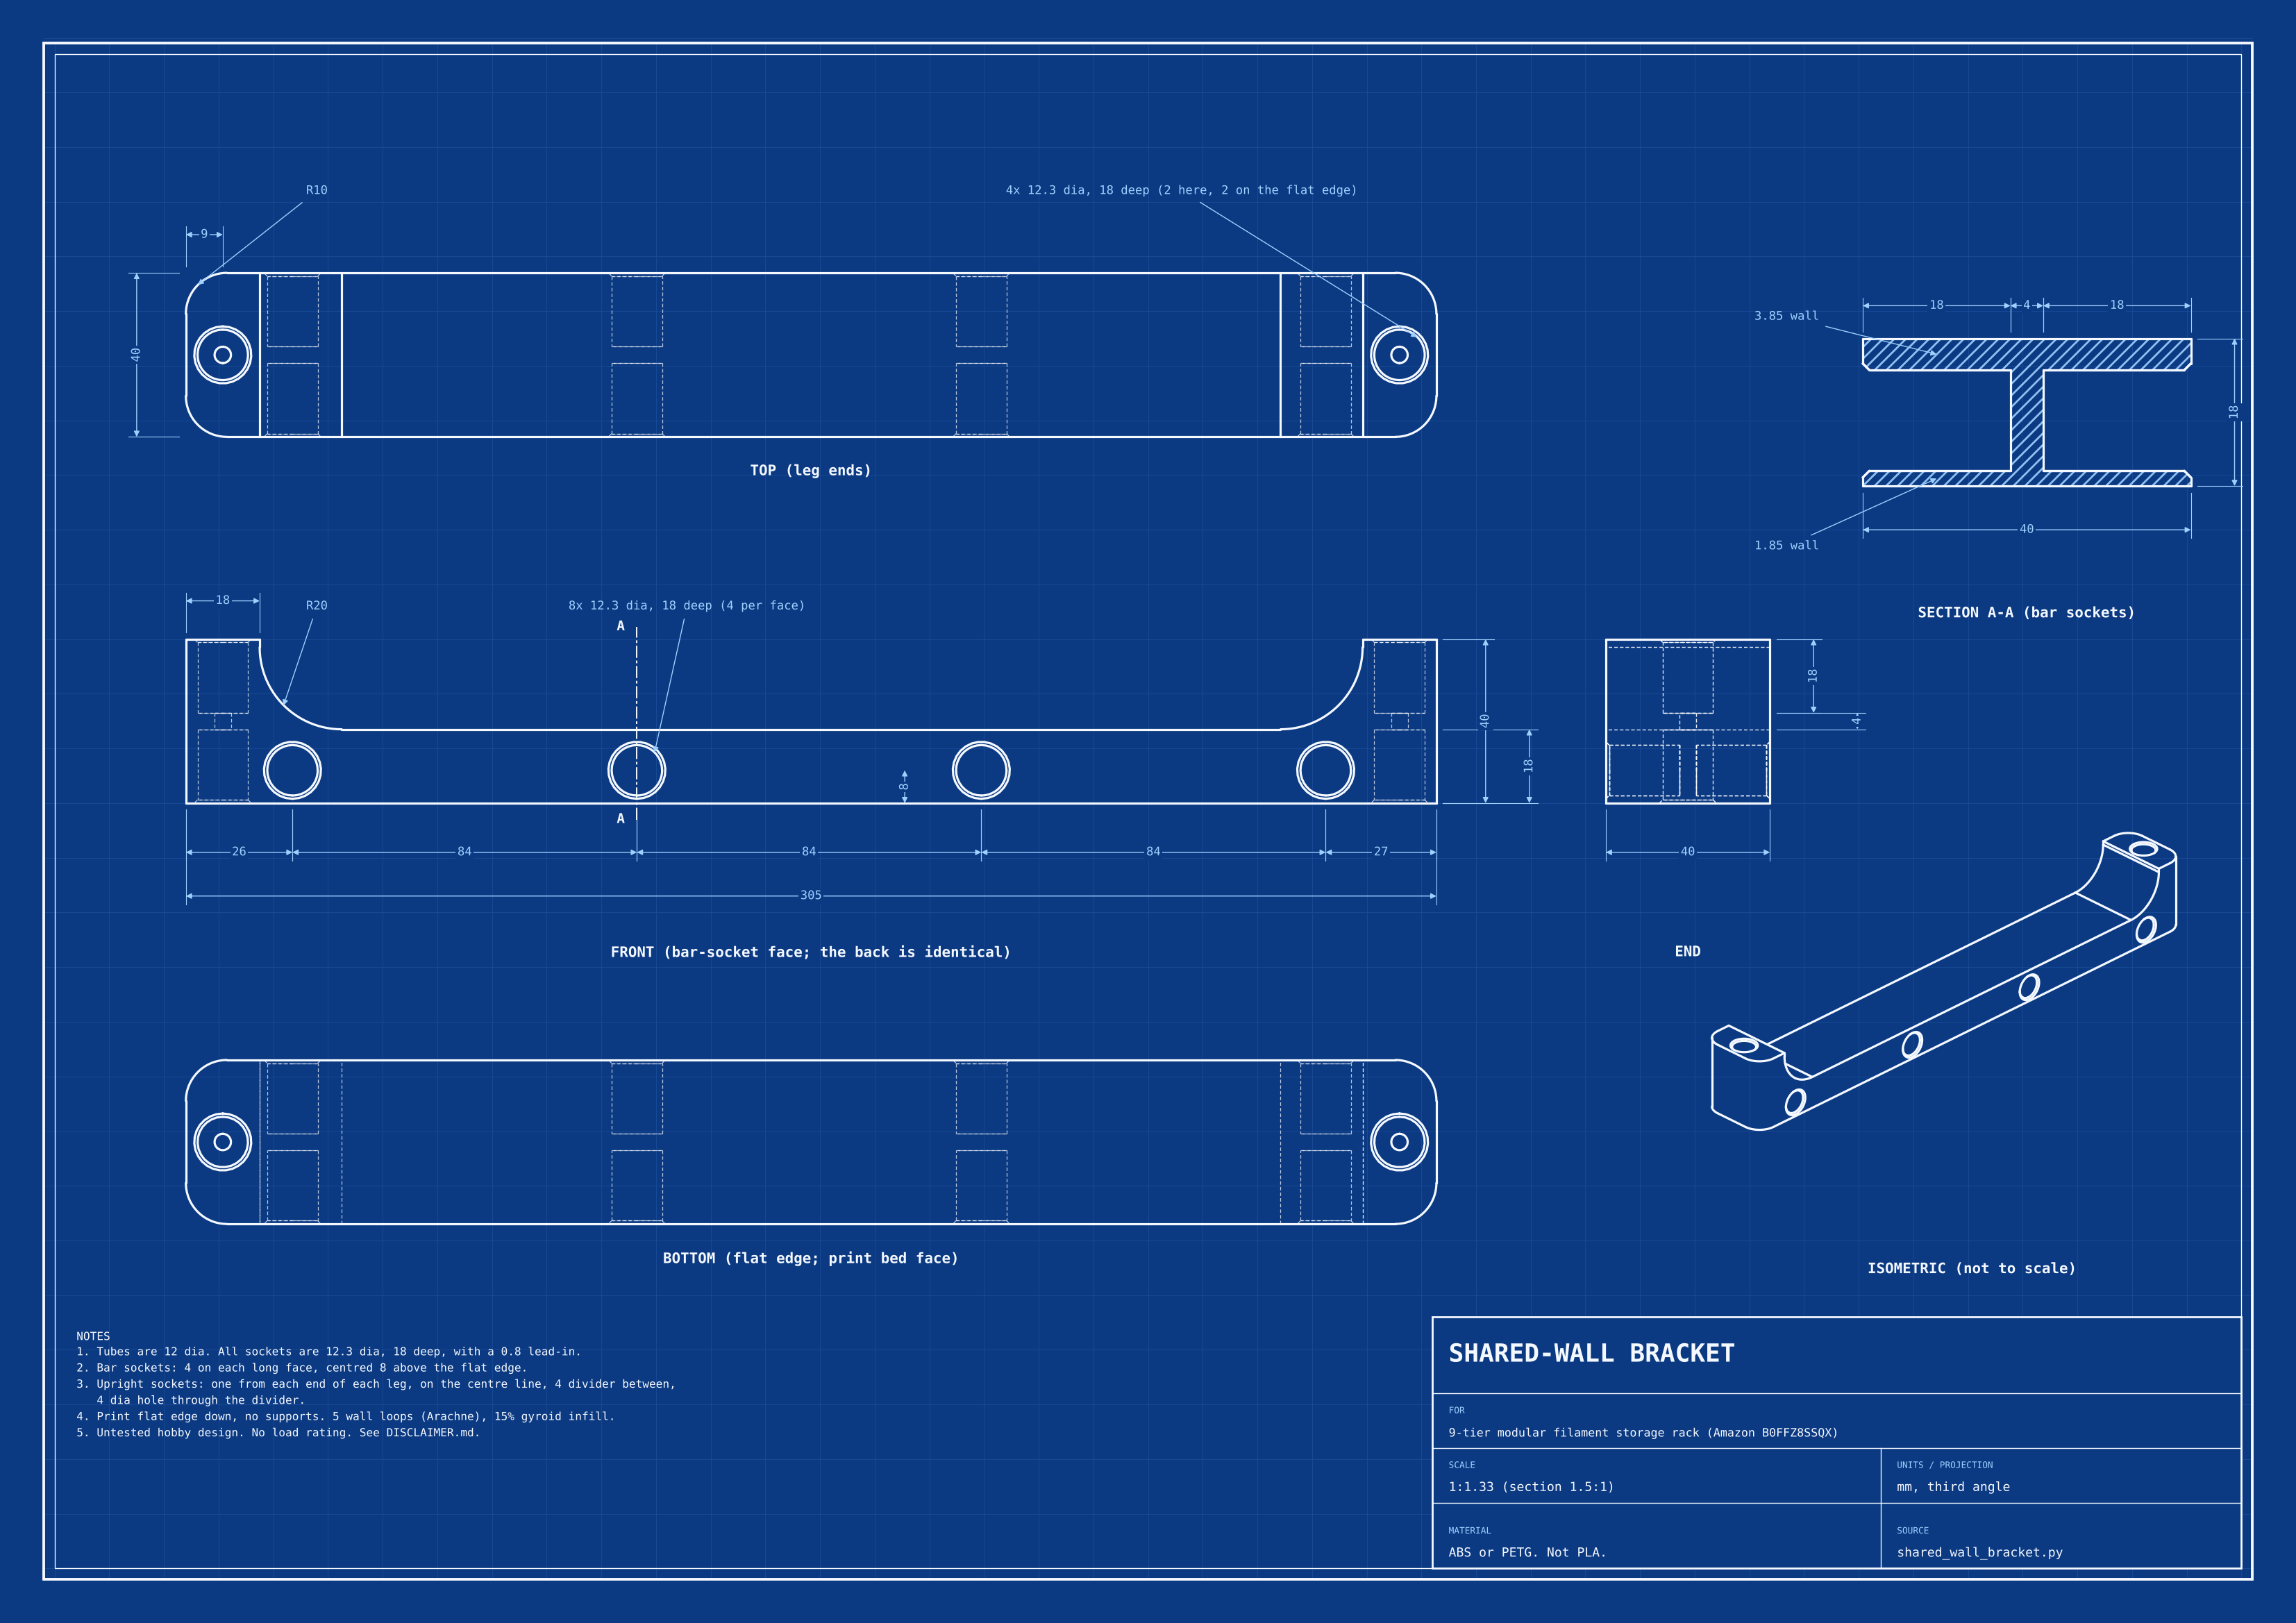 R10
4x 12.3 dia, 18 deep (2 here, 2 on the flat edge)
9
40
TOP (leg ends)
18
4
18
3.85 wall
18
1.85 wall
40
SECTION A-A (bar sockets)
18
R20
8x 12.3 dia, 18 deep (4 per face)
A
8
A
40
18
26
84
84
84
27
305
FRONT (bar-socket face; the back is identical)
18
4
40
END
BOTTOM (flat edge; print bed face)
ISOMETRIC (not to scale)
NOTES
1. Tubes are 12 dia. All sockets are 12.3 dia, 18 deep, with a 0.8 lead-in.
2. Bar sockets: 4 on each long face, centred 8 above the flat edge.
3. Upright sockets: one from each end of each leg, on the centre line, 4 divider between,
4 dia hole through the divider.
4. Print flat edge down, no supports. 5 wall loops (Arachne), 15% gyroid infill.
5. Untested hobby design. No load rating. See DISCLAIMER.md.
SHARED-WALL BRACKET
FOR
9-tier modular filament storage rack (Amazon B0FFZ8SSQX)
SCALE
1:1.33 (section 1.5:1)
UNITS / PROJECTION
mm, third angle
MATERIAL
ABS or PETG. Not PLA.
SOURCE
shared_wall_bracket.py